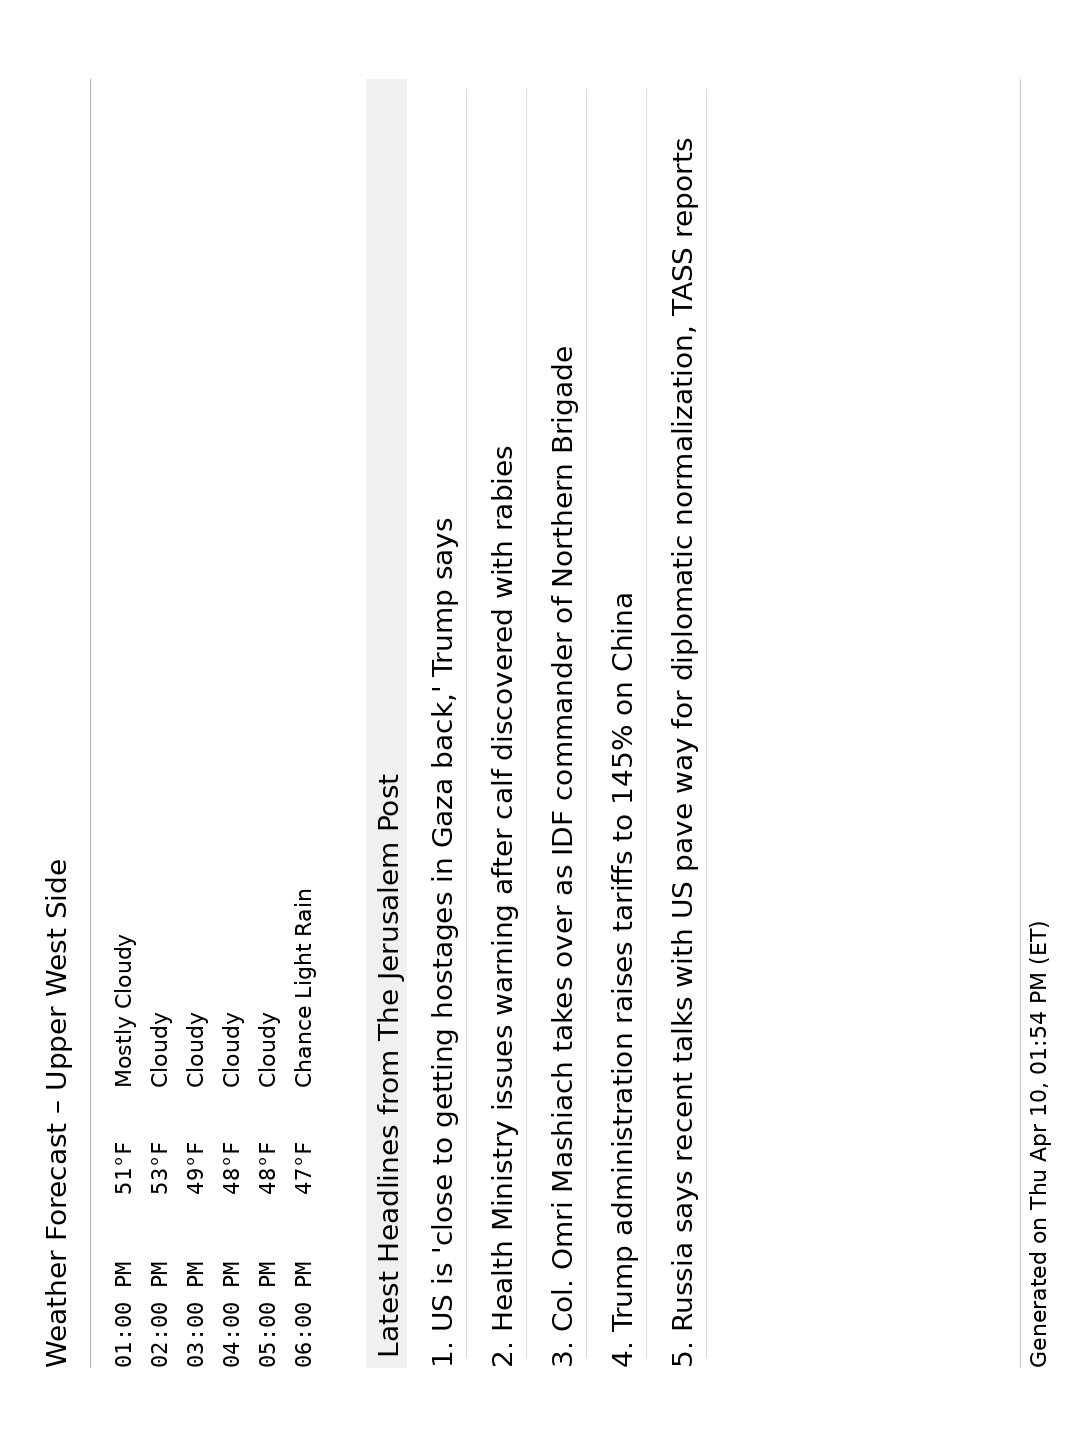 Weather Forecast – Upper West Side
01:00 PM 51°F Mostly Cloudy
02:00 PM 53°F Cloudy
03:00 PM 49°F Cloudy
04:00 PM 48°F Cloudy
05:00 PM 48°F Cloudy
06:00 PM 47°F Chance Light Rain
Latest Headlines from The Jerusalem Post
1. US is 'close to getting hostages in Gaza back,' Trump says
2. Health Ministry issues warning after calf discovered with rabies
3. Col. Omri Mashiach takes over as IDF commander of Northern Brigade
4. Trump administration raises tariffs to 145% on China
5. Russia says recent talks with US pave way for diplomatic normalization, TASS reports
Generated on Thu Apr 10, 01:54 PM (ET)